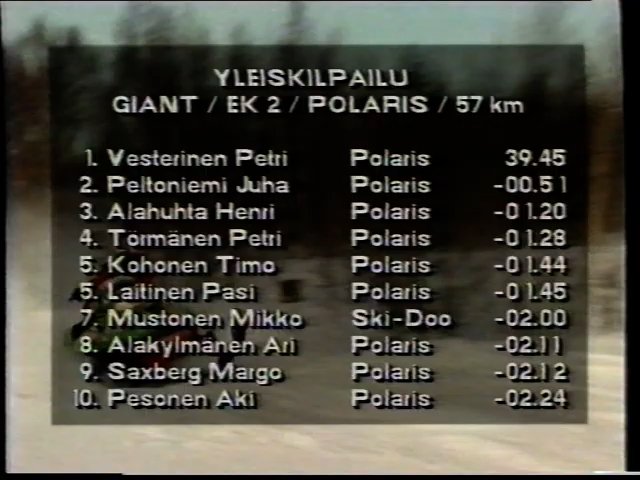 YLEISKILPAILU
GIANT / EK 2 / POLARIS / 57 km
1. Vesterinen Petri Polaris 39.45
2. Peltoniemi Juha Polaris -00.51
3. Alahuhta Henri Polaris -01.20
4. Törmänen Petri Polaris -01.28
5. Kohonen Timo Polaris -01.44
5. Laitinen Pasi Polaris -01.45
7. Mustonen Mikko Ski-Doo -02.00
8. Alakylmänen Ari Polaris -02.11
9. Saxberg Margo Polaris -02.12
10. Pesonen Aki Polaris -02.24